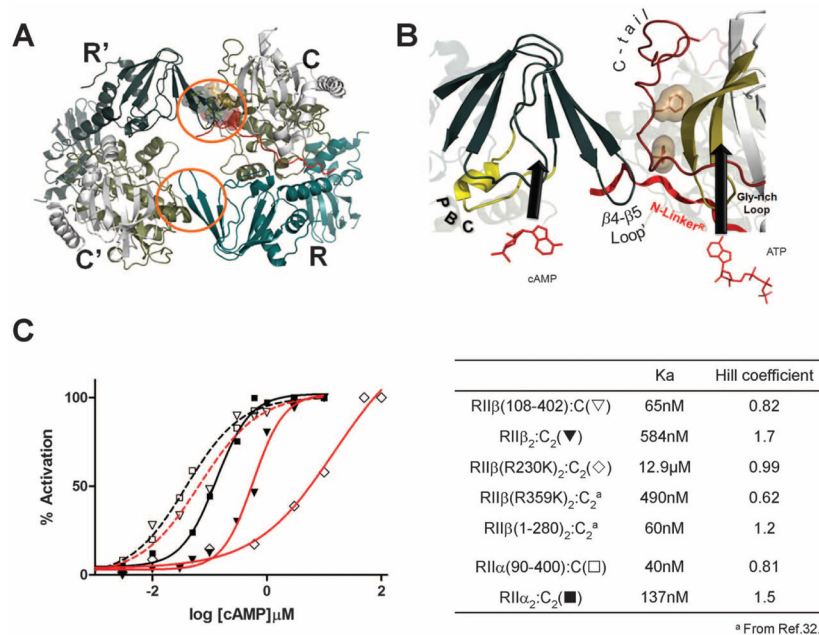 A
R'
C
C'
R
B
C-tail
PBC
cAMP
β4-β5
Loop'
N-Linkerᴿ
Gly-rich
Loop
ATP
C
% Activation
100
50
0
-2
0
2
log [cAMP]μM
Ka Hill coefficient
RIIβ(108-402):C(▽) 65nM 0.82
RIIβ₂:C₂(▼) 584nM 1.7
RIIβ(R230K)₂:C₂(◇) 12.9μM 0.99
RIIβ(R359K)₂:C₂ᵃ 490nM 0.62
RIIβ(1-280)₂:C₂ᵃ 60nM 1.2
RIIα(90-400):C(□) 40nM 0.81
RIIα₂:C₂(■) 137nM 1.5
ᵃ From Ref.32.